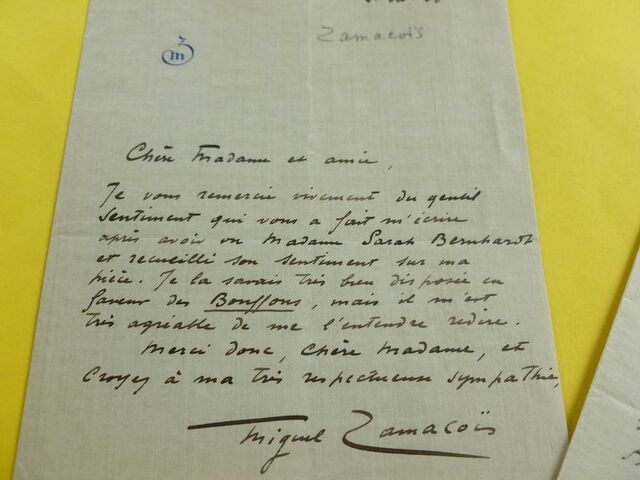 Zamacoïs
Chère Madame et amie,
Je vous remercie vivement du gentil
sentiment qui vous a fait m'écrire
après avoir vu Madame Sarah Bernhardt
et recueilli son sentiment sur ma
pièce. Je la savais très bien disposée en
faveur des Bouffons, mais il m'est
très agréable de me l'entendre redire.
Merci donc, chère Madame, et
croyez à ma très respectueuse sympathie,
Miguel Zamacoïs